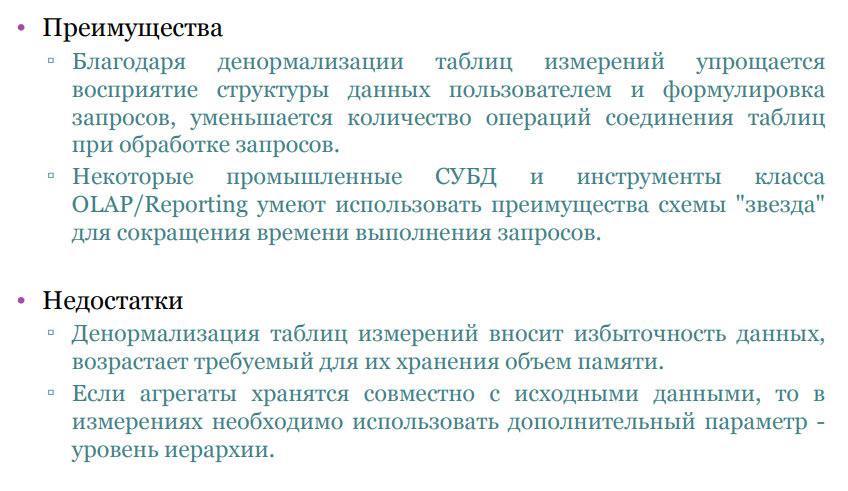 • Преимущества
▫ Благодаря денормализации таблиц измерений упрощается
восприятие структуры данных пользователем и формулировка
запросов, уменьшается количество операций соединения таблиц
при обработке запросов.
▫ Некоторые промышленные СУБД и инструменты класса
OLAP/Reporting умеют использовать преимущества схемы "звезда"
для сокращения времени выполнения запросов.
• Недостатки
▫ Денормализация таблиц измерений вносит избыточность данных,
возрастает требуемый для их хранения объем памяти.
▫ Если агрегаты хранятся совместно с исходными данными, то в
измерениях необходимо использовать дополнительный параметр -
уровень иерархии.